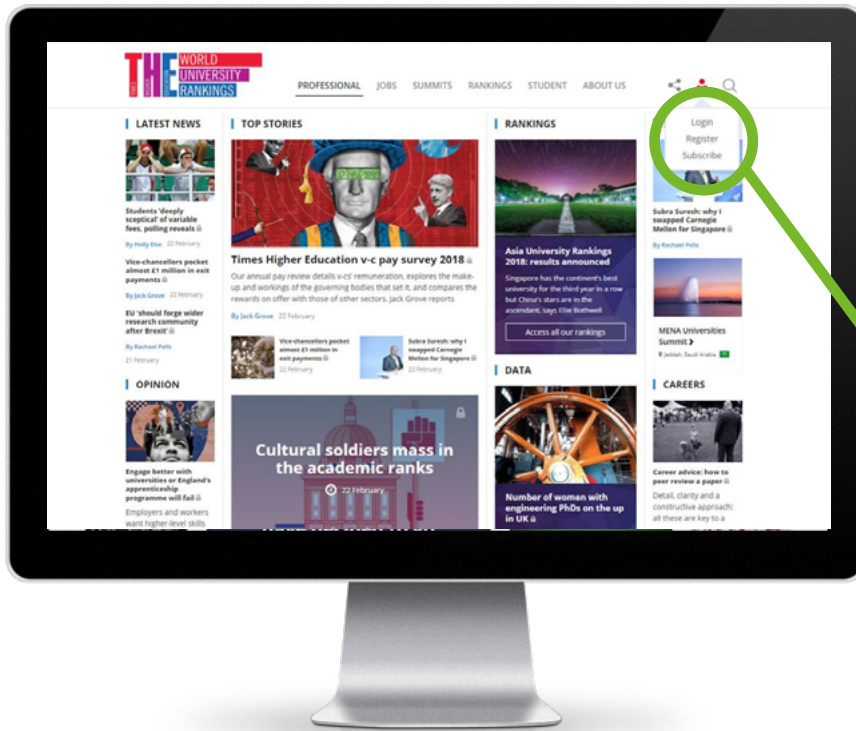 TIMES
HIGHER
EDUCATION
THE
WORLD
UNIVERSITY
RANKINGS
PROFESSIONAL JOBS SUMMITS RANKINGS STUDENT ABOUT US
Login
Register
Subscribe
LATEST NEWS
Students 'deeply
sceptical' of variable
fees, polling reveals
By Holly Else 22 February
Vice-chancellors pocket
almost £1 million in exit
payments
By Jack Grove 22 February
EU 'should forge wider
research community
after Brexit'
By Rachael Pells
21 February
OPINION
Engage better with
universities or England's
apprenticeship
programme will fail
Employers and workers
want higher-level skills
TOP STORIES
Times Higher Education v-c pay survey 2018
Our annual pay review details v-cs' remuneration, explores the make-
up and workings of the governing bodies that set it, and compares the
rewards on offer with those of other sectors. Jack Grove reports
By Jack Grove 22 February
Vice-chancellors pocket
almost £1 million in
exit payments
22 February
Subra Suresh: why I
swapped Carnegie
Mellon for Singapore
22 February
Cultural soldiers mass in
the academic ranks
22 February
RANKINGS
Asia University Rankings
2018: results announced
Singapore has the continent's best
university for the third year in a row
but China's stars are in the
ascendant, says Ellie Bothwell
Access all our rankings
DATA
Number of women with
engineering PhDs on the up
in UK
Subra Suresh: why I
swapped Carnegie
Mellon for Singapore
By Rachael Pells
MENA Universities
Summit
Jeddah, Saudi Arabia
CAREERS
Career advice: how to
peer review a paper
Detail, clarity and a
constructive approach:
all these are key to a